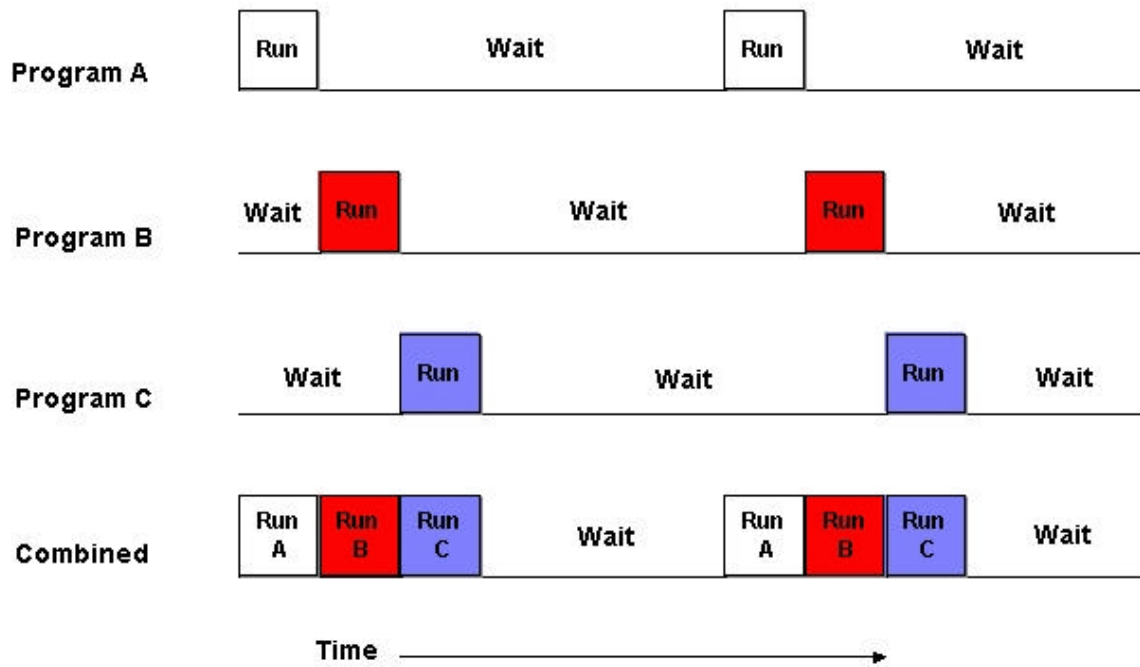 Run Wait Run Wait
Program A
Wait Run Wait Run Wait
Program B
Wait Run Wait Run Wait
Program C
Run Run Run Wait Run Run Run Wait
A B C A B C
Combined
Time